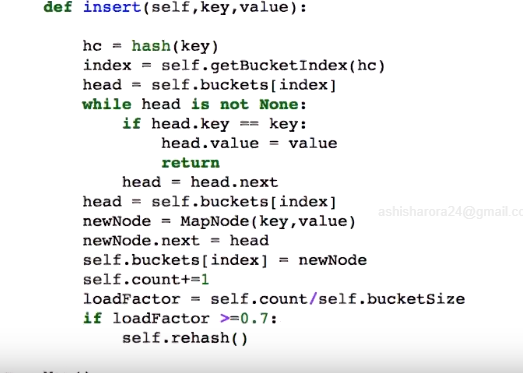 def insert(self,key,value):
hc = hash(key)
index = self.getBucketIndex(hc)
head = self.buckets[index]
while head is not None:
if head.key == key:
head.value = value
return
head = head.next
head = self.buckets[index]
newNode = MapNode(key,value)
newNode.next = head
self.buckets[index] = newNode
self.count+=1
loadFactor = self.count/self.bucketSize
if loadFactor >=0.7:
self.rehash()
ashisharora24@gmail.co